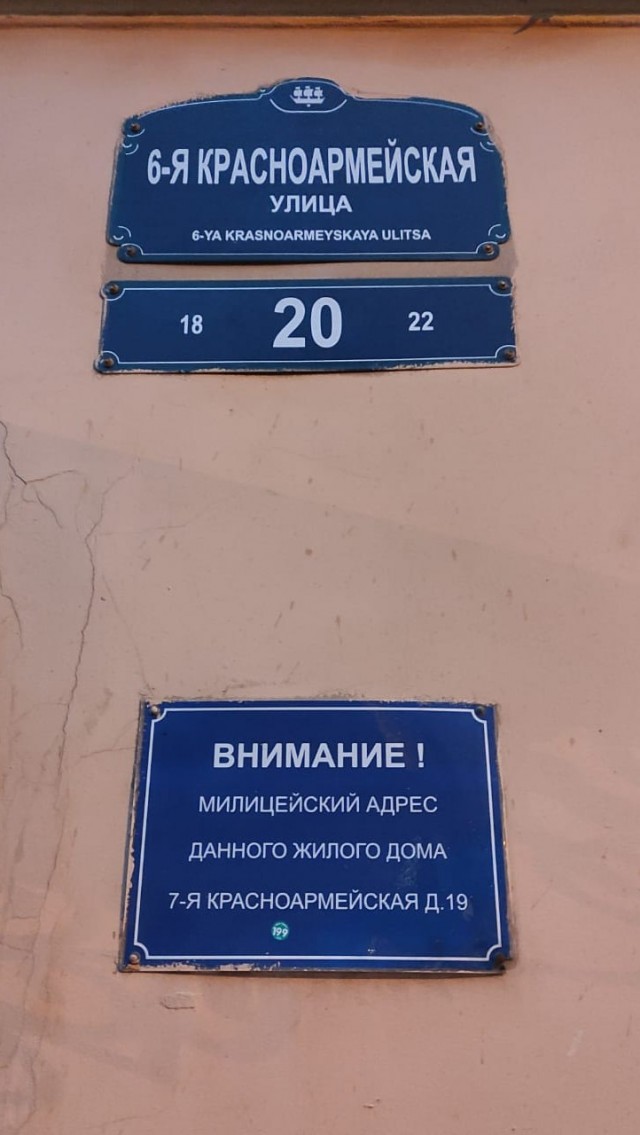 6-Я КРАСНОАРМЕЙСКАЯ
УЛИЦА
6-YA KRASNOARMEYSKAYA ULITSA
18 20 22
ВНИМАНИЕ !
МИЛИЦЕЙСКИЙ АДРЕС
ДАННОГО ЖИЛОГО ДОМА
7-Я КРАСНОАРМЕЙСКАЯ Д.19
199